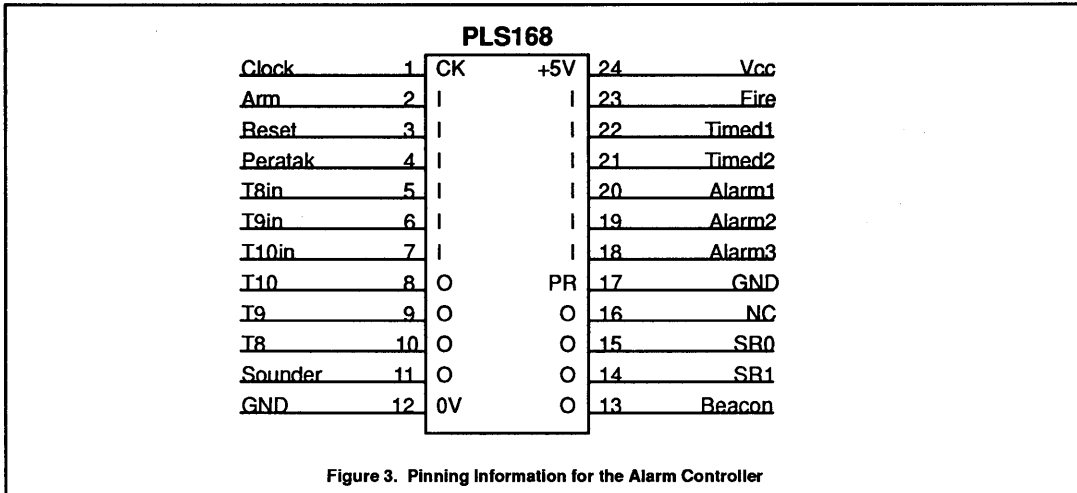 PLS168
Clock 1 CK +5V 24 Vcc
Arm 2 I I 23 Fire
Reset 3 I I 22 Timed1
Peratak 4 I I 21 Timed2
T8in 5 I I 20 Alarm1
T9in 6 I I 19 Alarm2
T10in 7 I I 18 Alarm3
T10 8 O PR 17 GND
T9 9 O O 16 NC
T8 10 O O 15 SR0
Sounder 11 O O 14 SR1
GND 12 0V O 13 Beacon
Figure 3. Pinning Information for the Alarm Controller